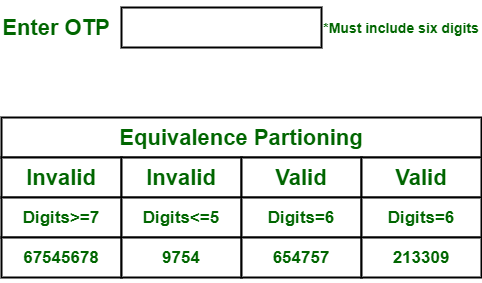 Enter OTP *Must include six digits
Equivalence Partioning
Invalid Invalid Valid Valid
Digits>=7 Digits<=5 Digits=6 Digits=6
67545678 9754 654757 213309